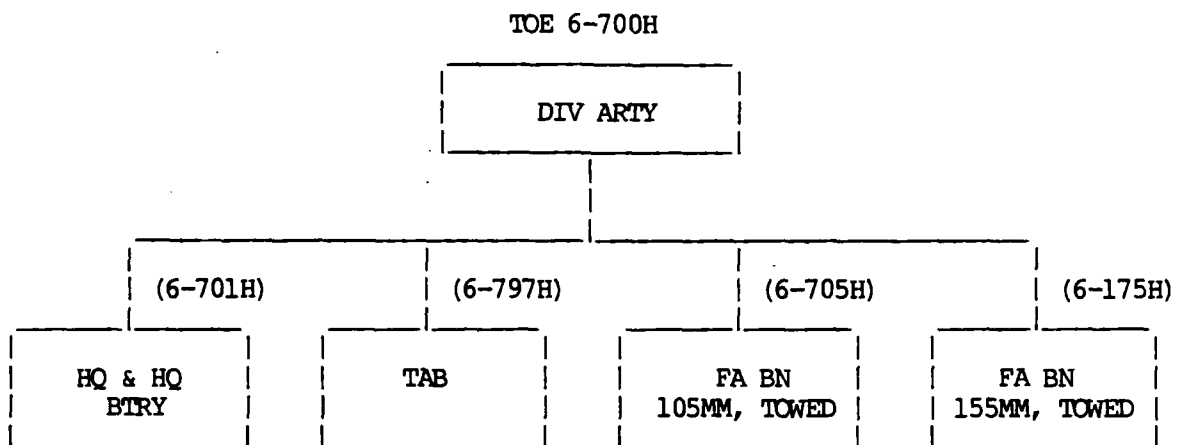 TOE 6-700H
DIV ARTY
(6-701H) (6-797H) (6-705H) (6-175H)
HQ & HQ
BTRY
TAB
FA BN
105MM, TOWED
FA BN
155MM, TOWED